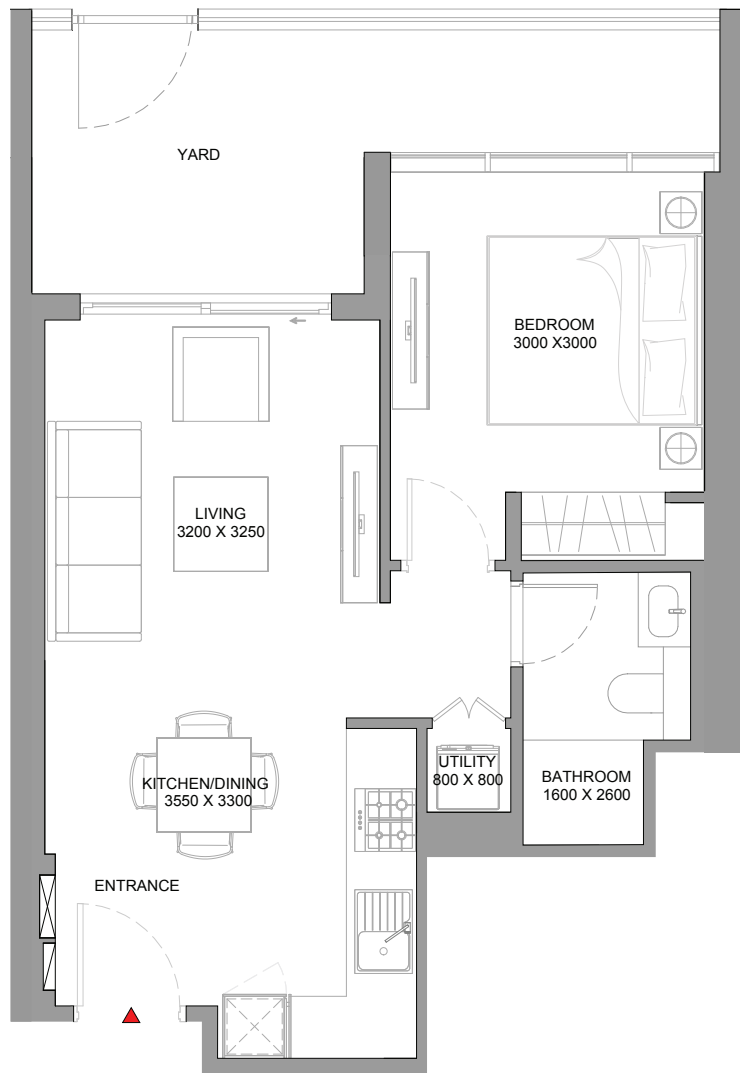 YARD
BEDROOM
3000 X3000
LIVING
3200 X 3250
KITCHEN/DINING
3550 X 3300
UTILITY
800 X 800
BATHROOM
1600 X 2600
ENTRANCE